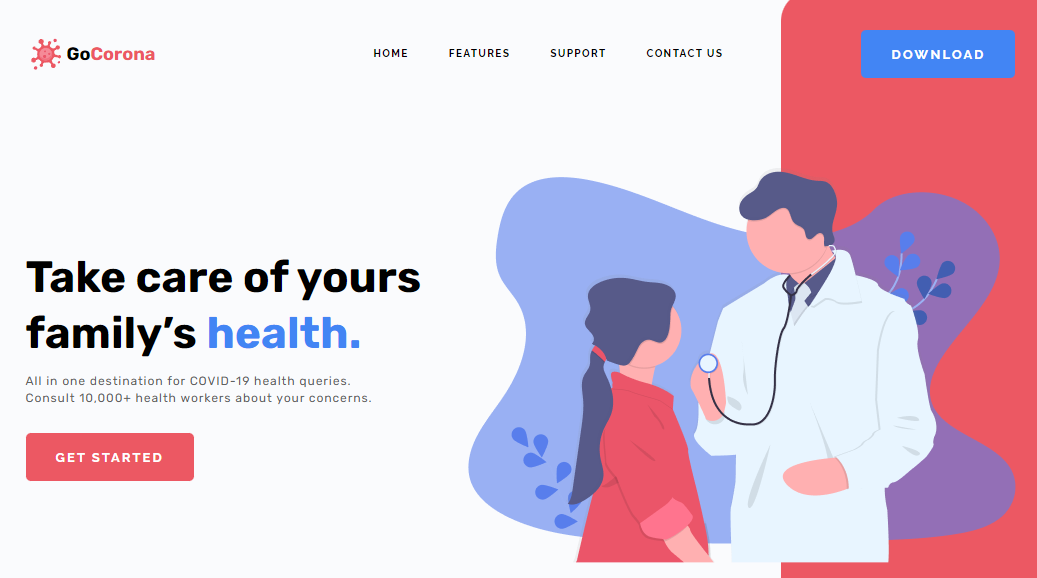 GoCorona
HOME
FEATURES
SUPPORT
CONTACT US
DOWNLOAD
Take care of yours
family’s health.
All in one destination for COVID-19 health queries.
Consult 10,000+ health workers about your concerns.
GET STARTED